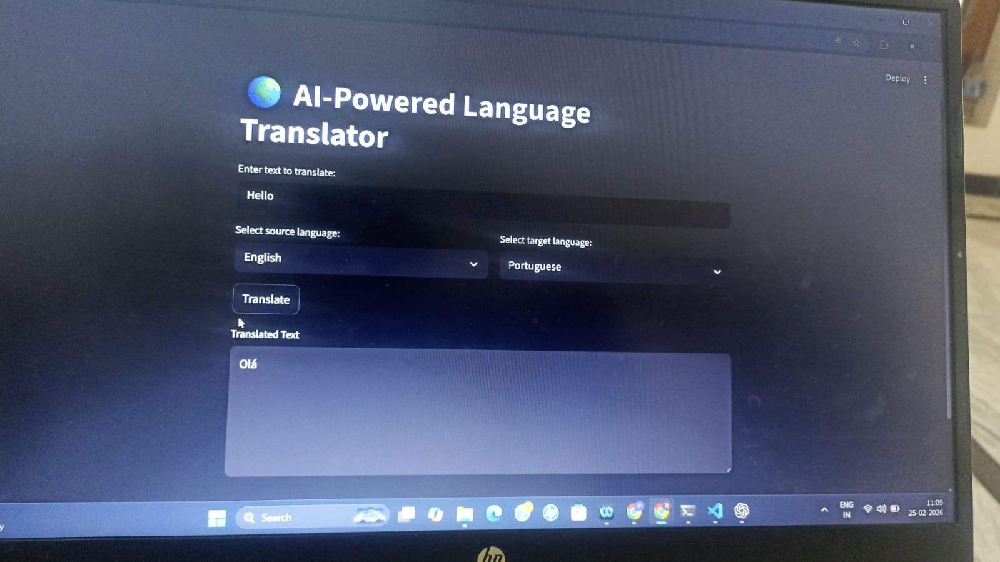 Deploy
🌍 AI-Powered Language
Translator
Enter text to translate:
Hello
Select source language:
Select target language:
English
Portuguese
Translate
Translated Text
Olá
Search
ENG
IN
11:09
25-02-2026
hp